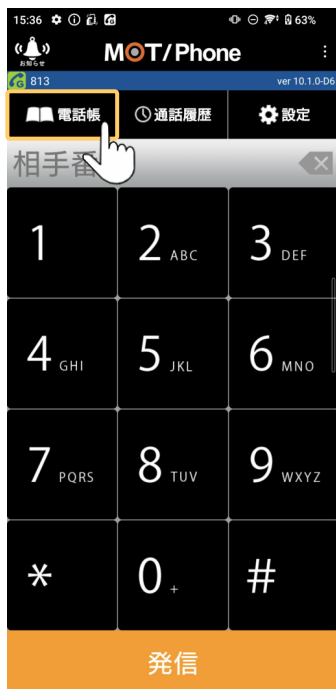 15:36 63%
お知らせ MOT/Phone
813 ver 10.1.0-D6
電話帳 通話履歴 設定
相手番
1 2 ABC 3 DEF
4 GHI 5 JKL 6 MNO
7 PQRS 8 TUV 9 WXYZ
* 0 + #
発信